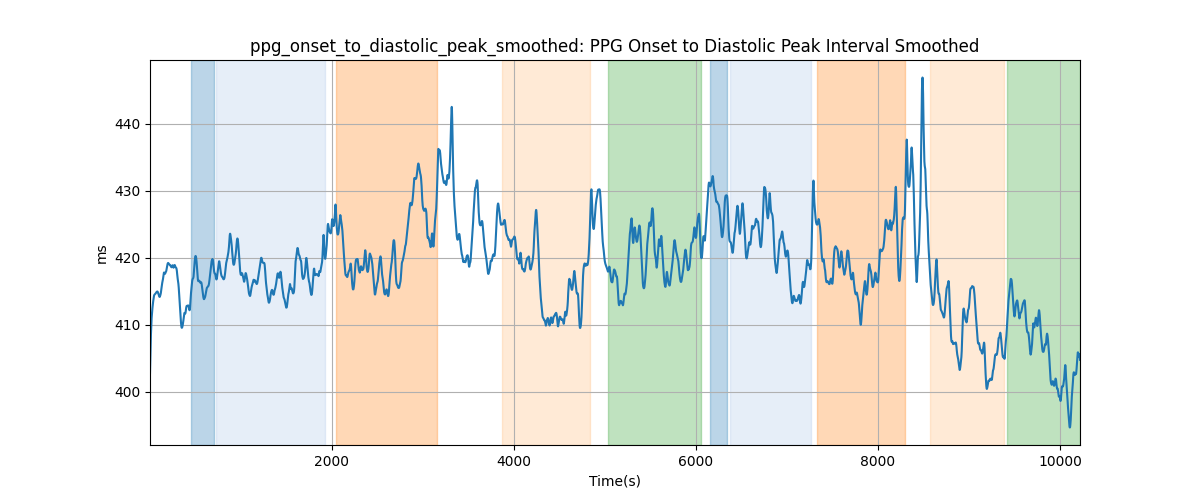 ppg_onset_to_diastolic_peak_smoothed: PPG Onset to Diastolic Peak Interval Smoothed
440
430
420
410
400
ms
2000 4000 6000 8000 10000
Time(s)